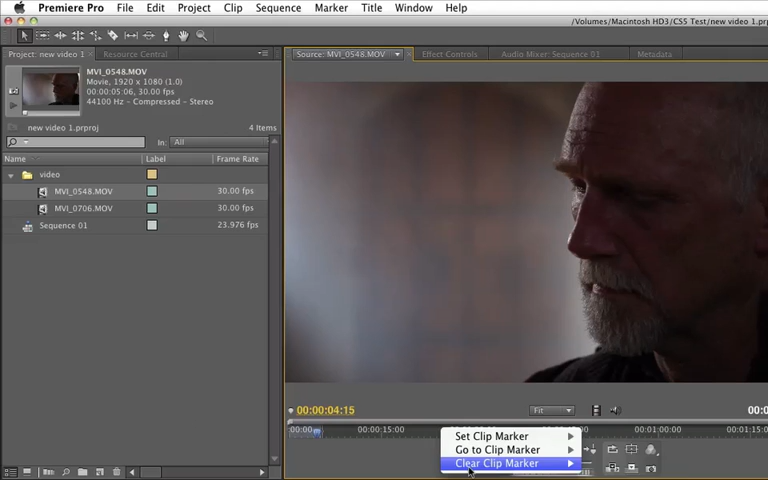 Premiere Pro File Edit Project Clip Sequence Marker Title Window Help
/Volumes/Macintosh HD3/CS5 Test/new video 1.prp
Project: new video 1 × Resource Central
Source: MVI_0548.MOV × Effect Controls Audio Mixer: Sequence 01 Metadata
MVI_0548.MOV
Movie, 1920 x 1080 (1.0)
00:00:05:06, 30.00 fps
44100 Hz - Compressed - Stereo
new video 1.prproj 4 Items
In: All
Name Label Frame Rate
video
MVI_0548.MOV 30.00 fps
MVI_0706.MOV 30.00 fps
Sequence 01 23.976 fps
00:00:04:15 Fit 00:0
00:00 00:00:15:00 00:01:00:00 00:01:15:0
Set Clip Marker
Go to Clip Marker
Clear Clip Marker